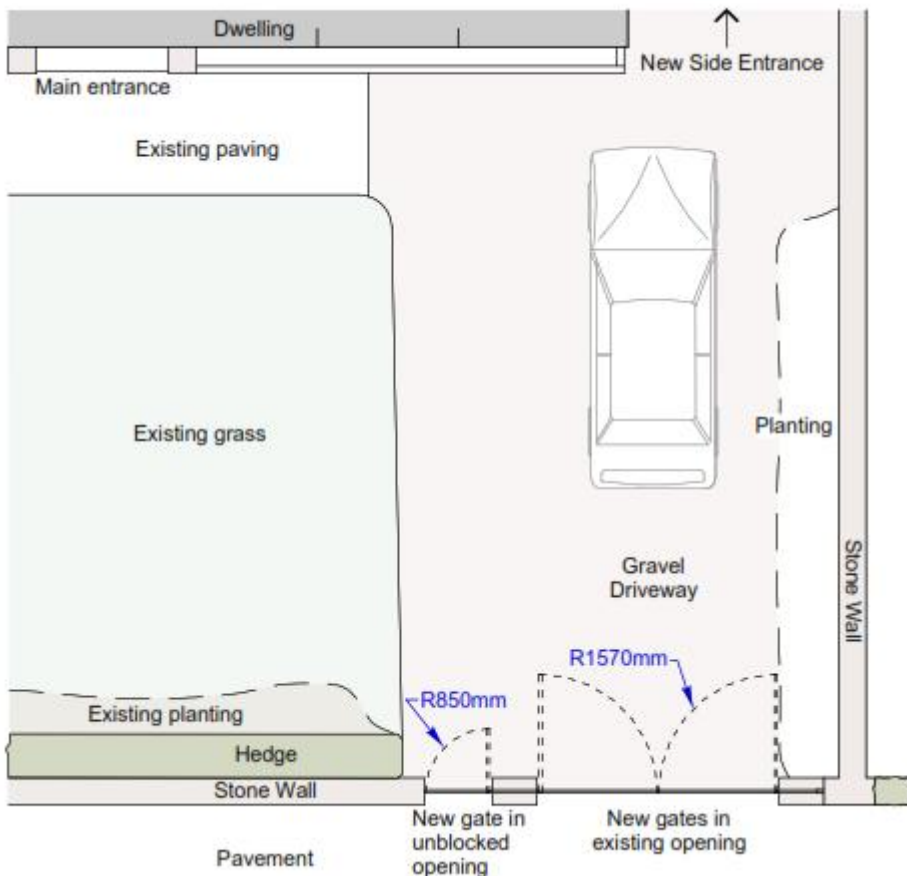 Dwelling
New Side Entrance
Main entrance
Existing paving
Planting
Existing grass
Stone Wall
Gravel
Driveway
R1570mm
R850mm
Existing planting
Hedge
Stone Wall
New gate in
unblocked
opening
New gates in
existing opening
Pavement